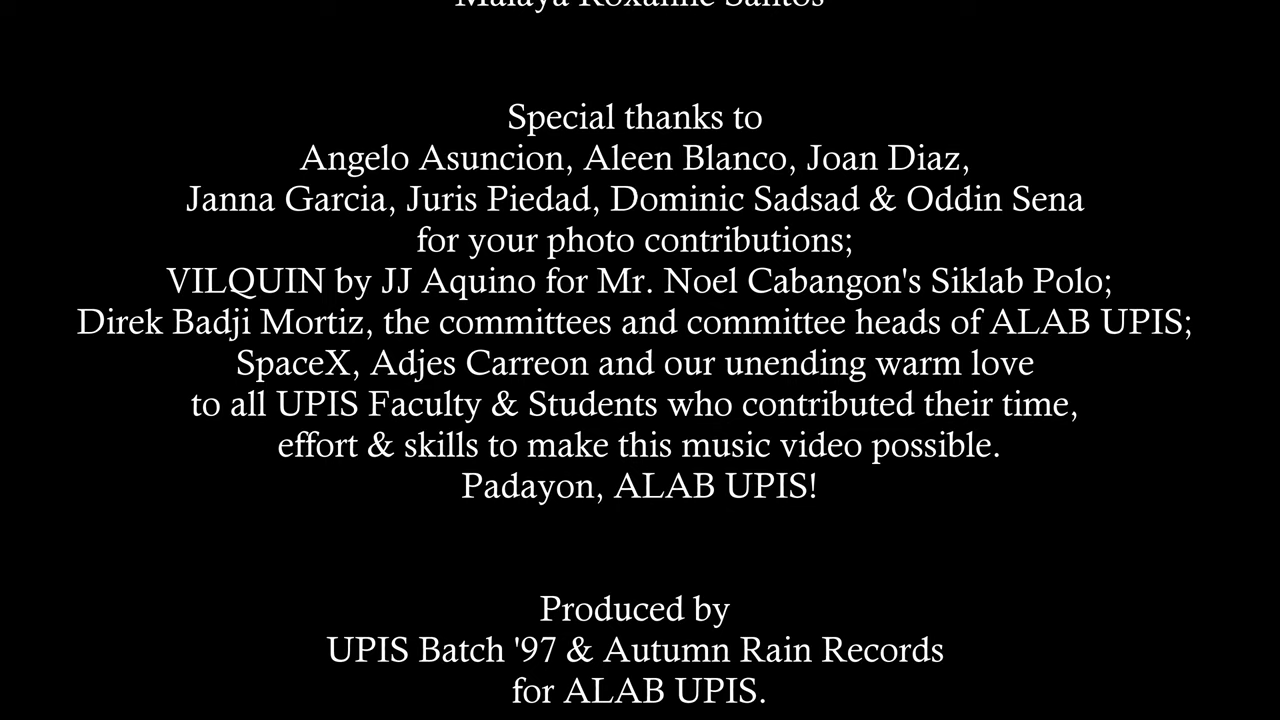 Malaya Roxanne Santos
Special thanks to
Angelo Asuncion, Aleen Blanco, Joan Diaz,
Janna Garcia, Juris Piedad, Dominic Sadsad & Oddin Sena
for your photo contributions;
VILQUIN by JJ Aquino for Mr. Noel Cabangon's Siklab Polo;
Direk Badji Mortiz, the committees and committee heads of ALAB UPIS;
SpaceX, Adjes Carreon and our unending warm love
to all UPIS Faculty & Students who contributed their time,
effort & skills to make this music video possible.
Padayon, ALAB UPIS!
Produced by
UPIS Batch '97 & Autumn Rain Records
for ALAB UPIS.